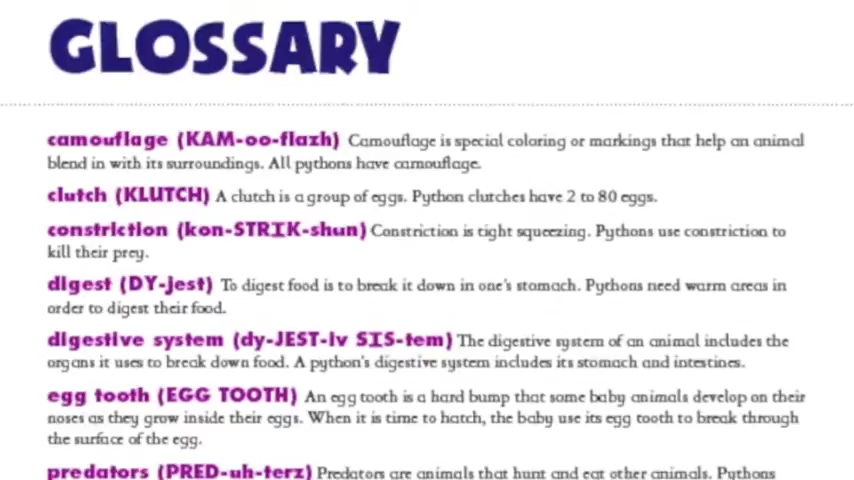 GLOSSARY
camouflage (KAM-oo-flazh) Camouflage is special coloring or markings that help an animal
blend in with its surroundings. All pythons have camouflage.
clutch (KLUTCH) A clutch is a group of eggs. Python clutches have 2 to 80 eggs.
constriction (kon-STRIK-shun) Constriction is tight squeezing. Pythons use constriction to
kill their prey.
digest (DY-jest) To digest food is to break it down in one's stomach. Pythons need warm areas in
order to digest their food.
digestive system (dy-JEST-iv SIS-tem) The digestive system of an animal includes the
organs it uses to break down food. A python's digestive system includes its stomach and intestines.
egg tooth (EGG TOOTH) An egg tooth is a hard bump that some baby animals develop on their
noses as they grow inside their eggs. When it is time to hatch, the baby use its egg tooth to break through
the surface of the egg.
predators (PRED-uh-terz) Predators are animals that hunt and eat other animals. Pythons